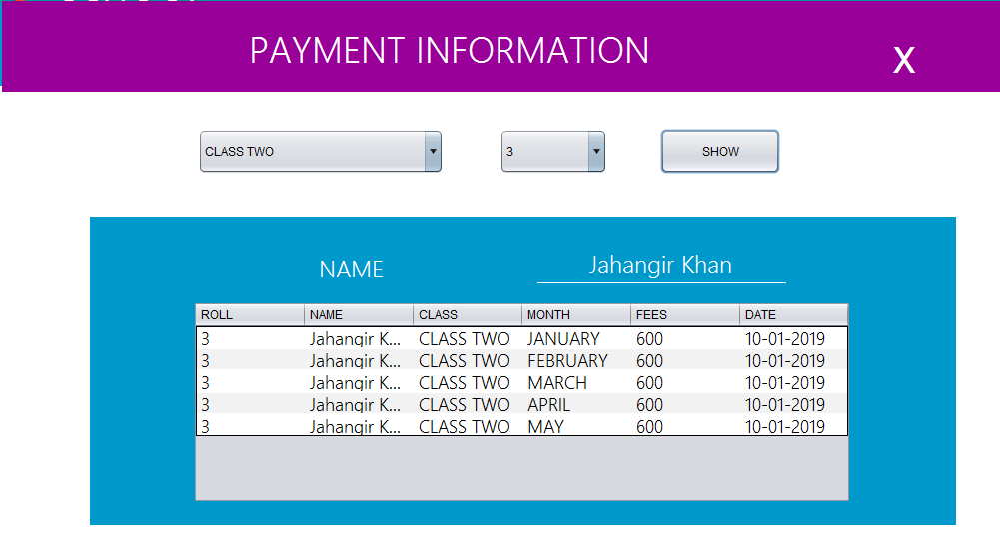 PAYMENT INFORMATION X
CLASS TWO 3 SHOW
NAME Jahangir Khan
ROLL NAME CLASS MONTH FEES DATE
3 Jahangir K... CLASS TWO JANUARY 600 10-01-2019
3 Jahangir K... CLASS TWO FEBRUARY 600 10-01-2019
3 Jahangir K... CLASS TWO MARCH 600 10-01-2019
3 Jahangir K... CLASS TWO APRIL 600 10-01-2019
3 Jahangir K... CLASS TWO MAY 600 10-01-2019